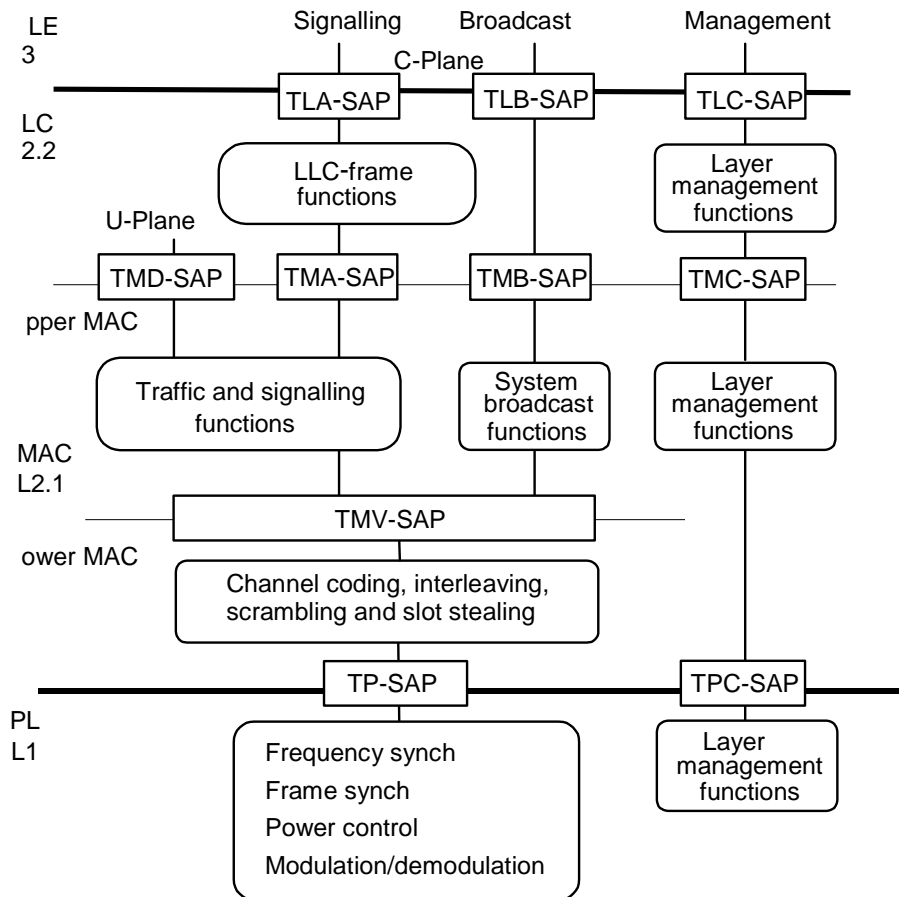 LE
3
Signalling
Broadcast
Management
C-Plane
TLA-SAP
TLB-SAP
TLC-SAP
LC
2.2
LLC-frame
functions
Layer
management
functions
U-Plane
TMD-SAP
TMA-SAP
TMB-SAP
TMC-SAP
pper MAC
Traffic and signalling
functions
System
broadcast
functions
Layer
management
functions
MAC
L2.1
TMV-SAP
ower MAC
Channel coding, interleaving,
scrambling and slot stealing
TP-SAP
TPC-SAP
PL
L1
Frequency synch
Frame synch
Power control
Modulation/demodulation
Layer
management
functions